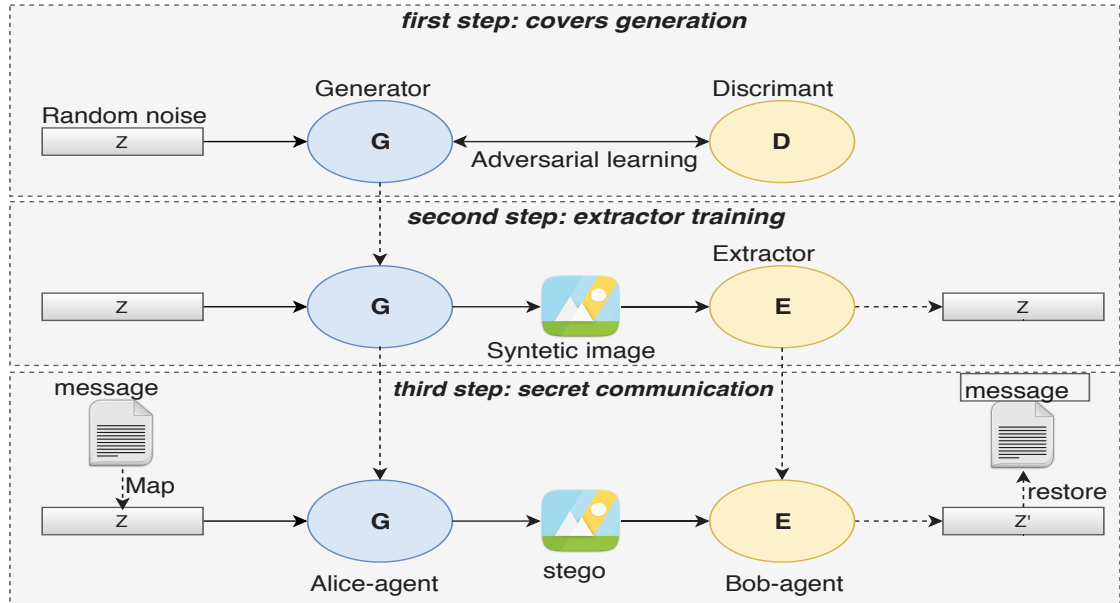 first step: covers generation
Generator
Discrimant
Random noise
Z
G
D
Adversarial learning
second step: extractor training
Extractor
Z
G
E
Z
Syntetic image
third step: secret communication
message
message
Map
restore
Z
G
E
Z'
Alice-agent
stego
Bob-agent